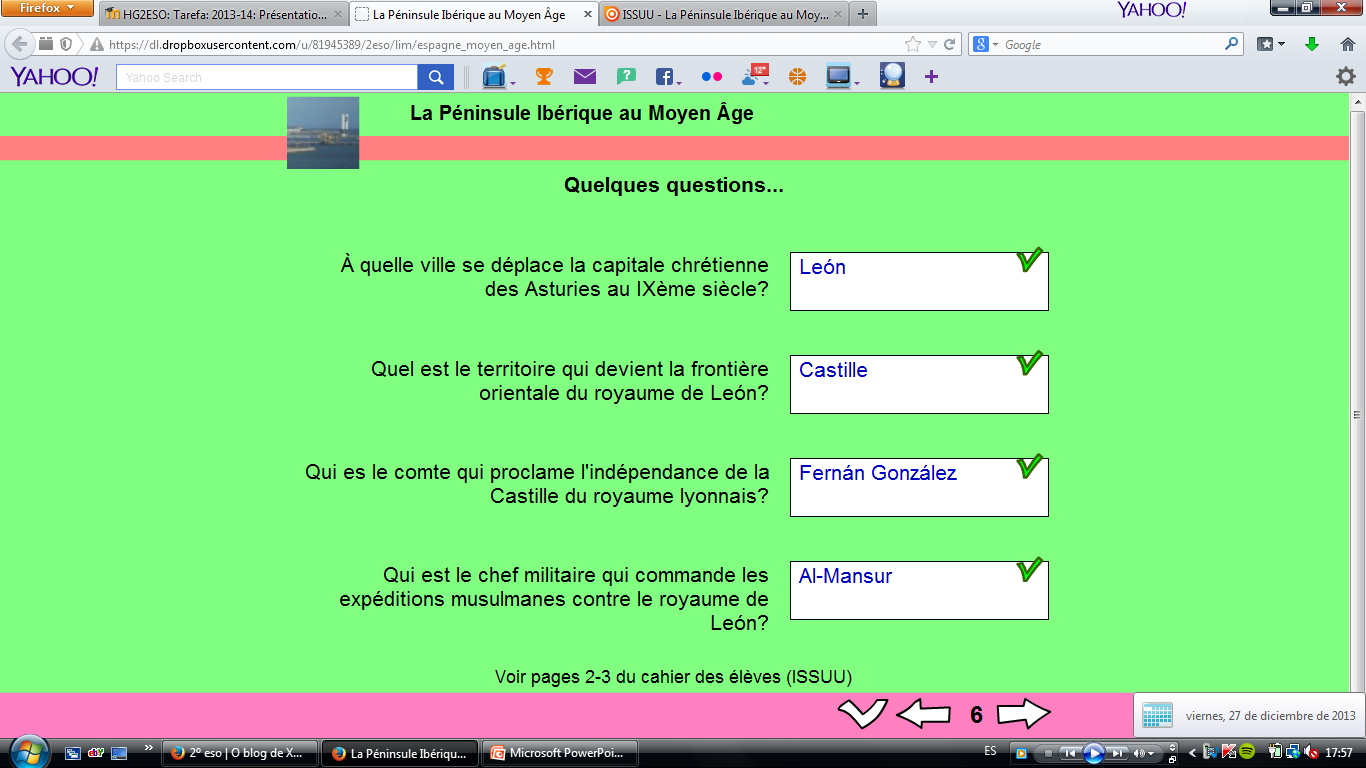 Firefox
HG2ESO: Tarefa: 2013-14: Présentatio...
La Péninsule Ibérique au Moyen Âge
ISSUU - La Péninsule Ibérique au Moy...
YAHOO!
https://dl.dropboxusercontent.com/u/81945389/2eso/lim/espagne_moyen_age.html
Google
YAHOO!
Yahoo Search
12°
La Péninsule Ibérique au Moyen Âge
Quelques questions...
À quelle ville se déplace la capitale chrétienne
des Asturies au IXème siècle?
León
Quel est le territoire qui devient la frontière
orientale du royaume de León?
Castille
Qui es le comte qui proclame l'indépendance de la
Castille du royaume lyonnais?
Fernán González
Qui est le chef militaire qui commande les
expéditions musulmanes contre le royaume de
León?
Al-Mansur
Voir pages 2-3 du cahier des élèves (ISSUU)
6
viernes, 27 de diciembre de 2013
2º eso | O blog de X...
La Péninsule Ibériqu...
Microsoft PowerPoi...
ES
17:57